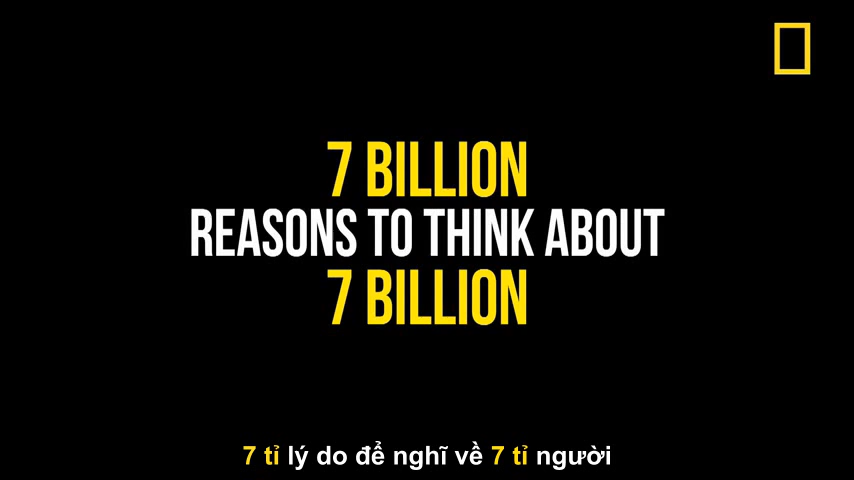 7 BILLION
REASONS TO THINK ABOUT
7 BILLION
7 tỉ lý do để nghĩ về 7 tỉ người